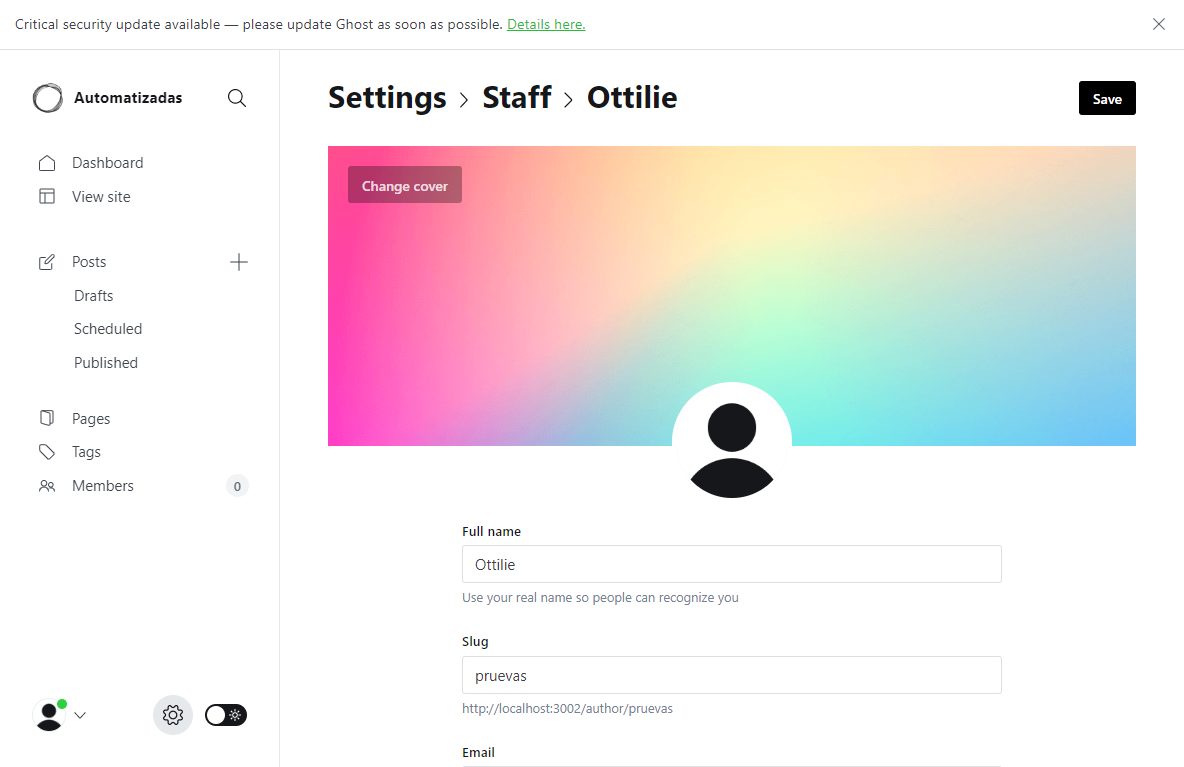 Critical security update available — please update Ghost as soon as possible. Details here.
Automatizadas
Dashboard
View site
Posts
Drafts
Scheduled
Published
Pages
Tags
Members
0
Settings > Staff > Ottilie
Save
Change cover
Full name
Ottilie
Use your real name so people can recognize you
Slug
pruevas
http://localhost:3002/author/pruevas
Email